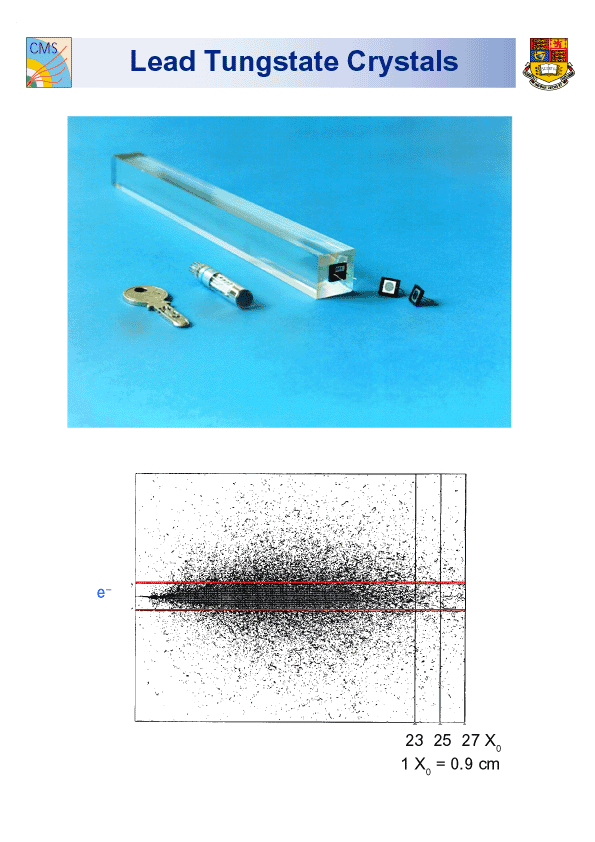 CMS
Lead Tungstate Crystals
e⁻
23 25 27 X₀
1 X₀ = 0.9 cm